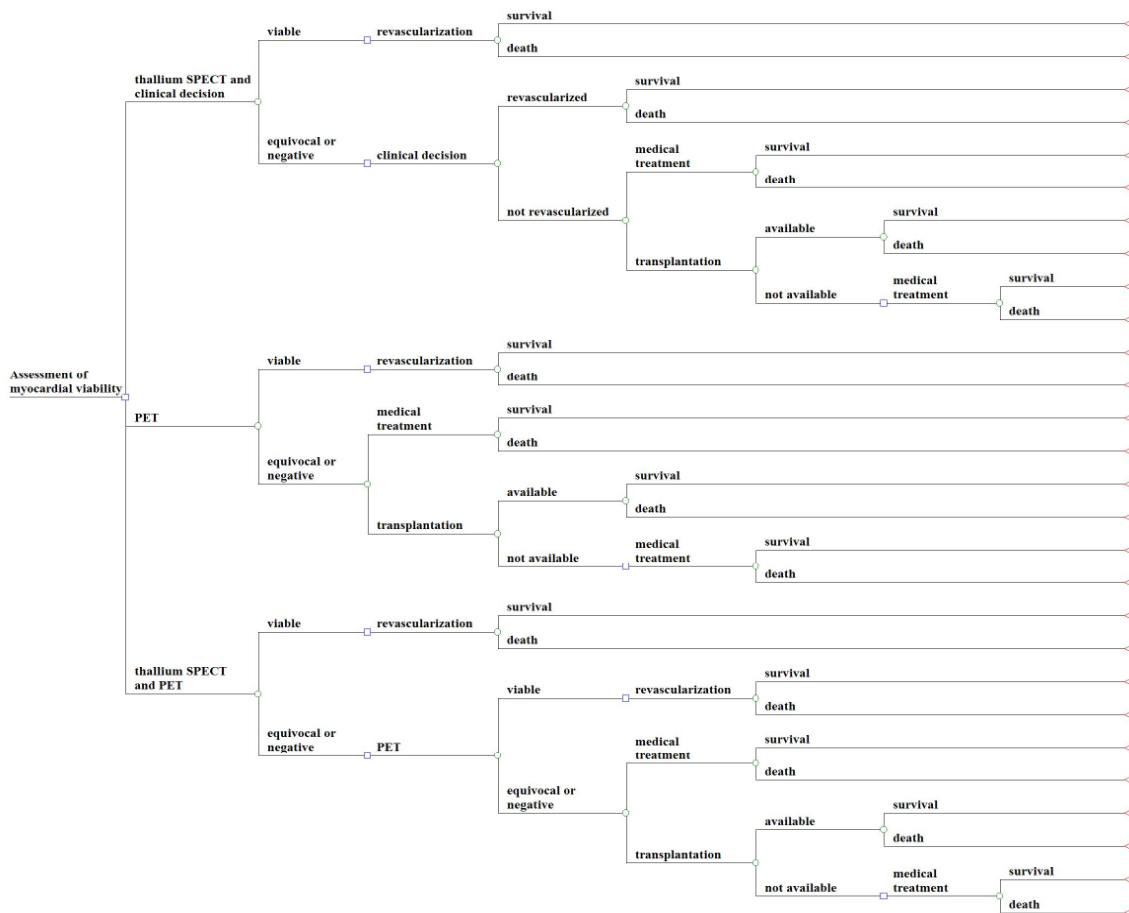 survival
viable
revascularization
death
thallium SPECT and
clinical decision
survival
revascularized
death
equivocal or
negative
clinical decision
medical
treatment
survival
death
not revascularized
survival
available
death
transplantation
survival
not available
medical
treatment
death
Assessment of
myocardial viability
survival
viable
revascularization
death
PET
medical
treatment
survival
death
equivocal or
negative
survival
available
death
transplantation
survival
not available
medical
treatment
death
survival
viable
revascularization
death
thallium SPECT
and PET
survival
viable
revascularization
death
equivocal or
negative
PET
medical
treatment
survival
death
equivocal or
negative
survival
available
death
transplantation
survival
not available
medical
treatment
death